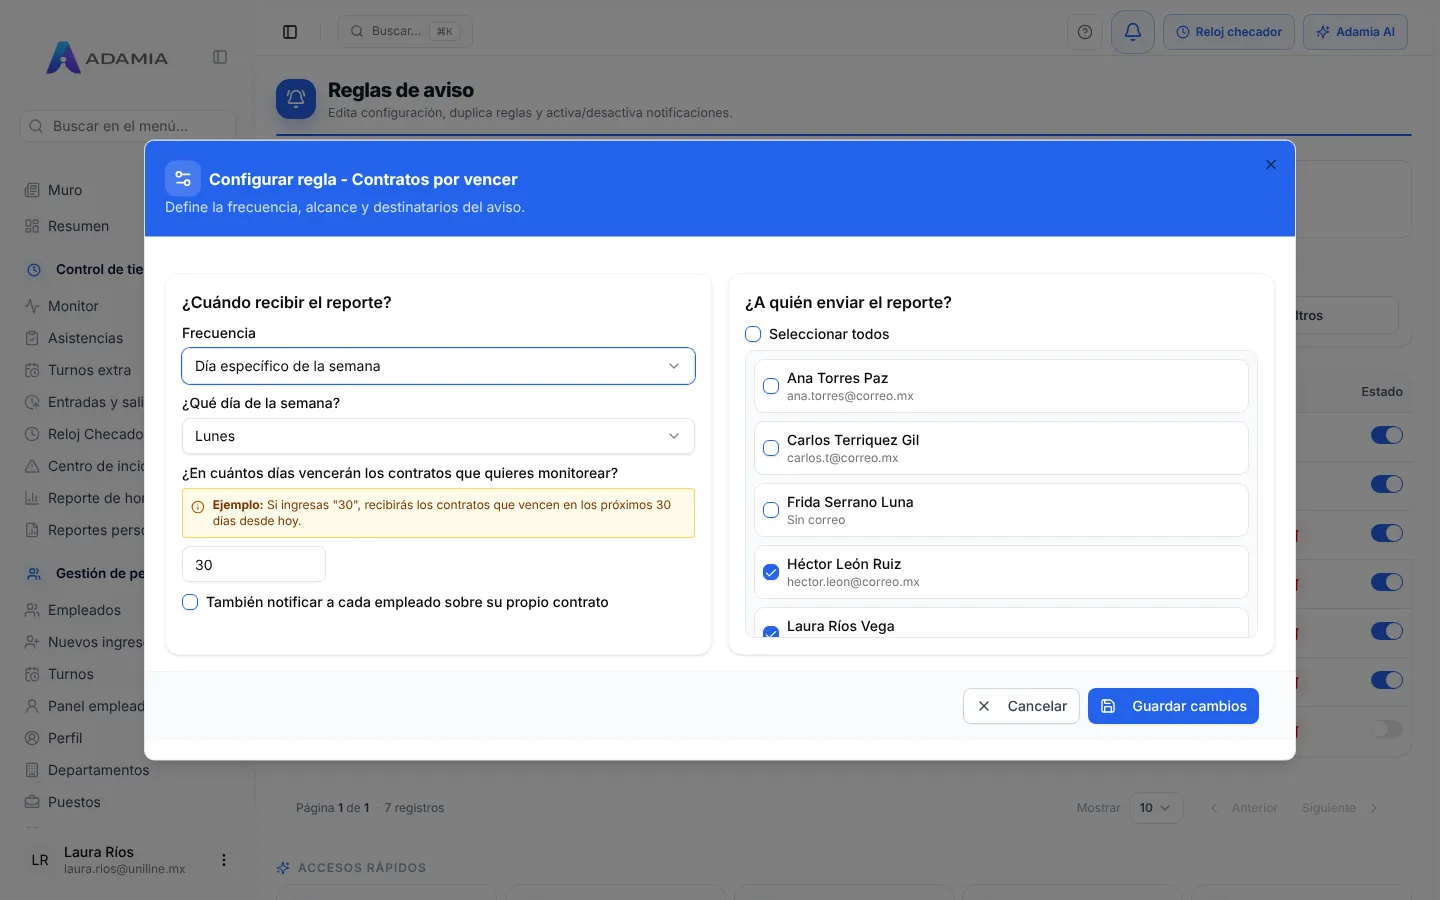 ADAMIA
Buscar en el menú...
Muro
Resumen
Control de tie
Monitor
Asistencias
Turnos extra
Entradas y sali
Reloj Checado
Centro de incid
Reporte de hor
Reportes perso
Gestión de pe
Empleados
Nuevos ingreso
Turnos
Panel emplead
Perfil
Departamentos
Puestos
LR
Laura Ríos
laura.rios@uniline.mx
Buscar... ⌘K
Reloj checador
Adamia AI
Reglas de aviso
Edita configuración, duplica reglas y activa/desactiva notificaciones.
ltros
Estado
Configurar regla - Contratos por vencer
Define la frecuencia, alcance y destinatarios del aviso.
¿Cuándo recibir el reporte?
Frecuencia
Día específico de la semana
¿Qué día de la semana?
Lunes
¿En cuántos días vencerán los contratos que quieres monitorear?
Ejemplo: Si ingresas "30", recibirás los contratos que vencen en los próximos 30
días desde hoy.
30
También notificar a cada empleado sobre su propio contrato
¿A quién enviar el reporte?
Seleccionar todos
Ana Torres Paz
ana.torres@correo.mx
Carlos Terriquez Gil
carlos.t@correo.mx
Frida Serrano Luna
Sin correo
Héctor León Ruiz
hector.leon@correo.mx
Laura Ríos Vega
Cancelar
Guardar cambios
Página 1 de 1 · 7 registros
Mostrar 10
Anterior
Siguiente
ACCESOS RÁPIDOS